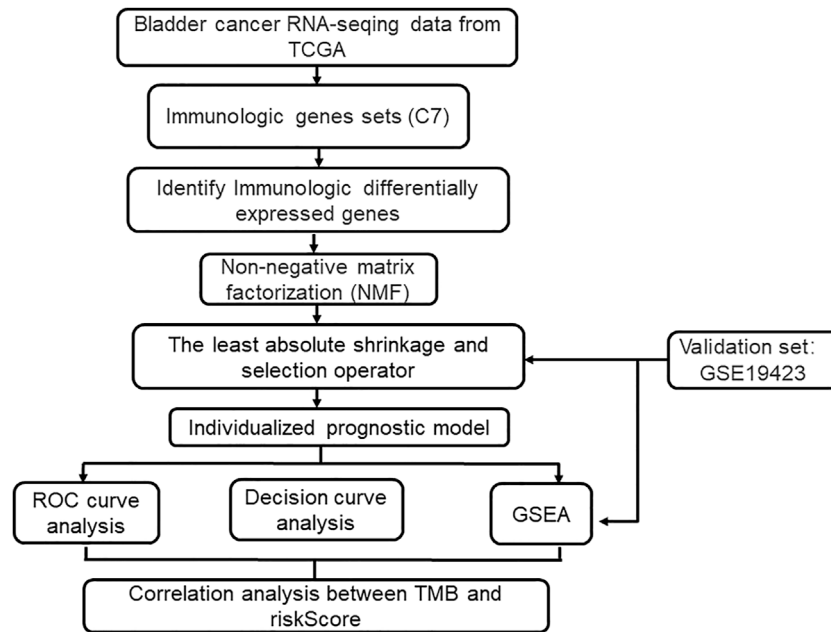 Bladder cancer RNA-seqing data from
TCGA
Immunologic genes sets (C7)
Identify Immunologic differentially
expressed genes
Non-negative matrix
factorization (NMF)
The least absolute shrinkage and
selection operator
Validation set:
GSE19423
Individualized prognostic model
ROC curve
analysis
Decision curve
analysis
GSEA
Correlation analysis between TMB and
riskScore